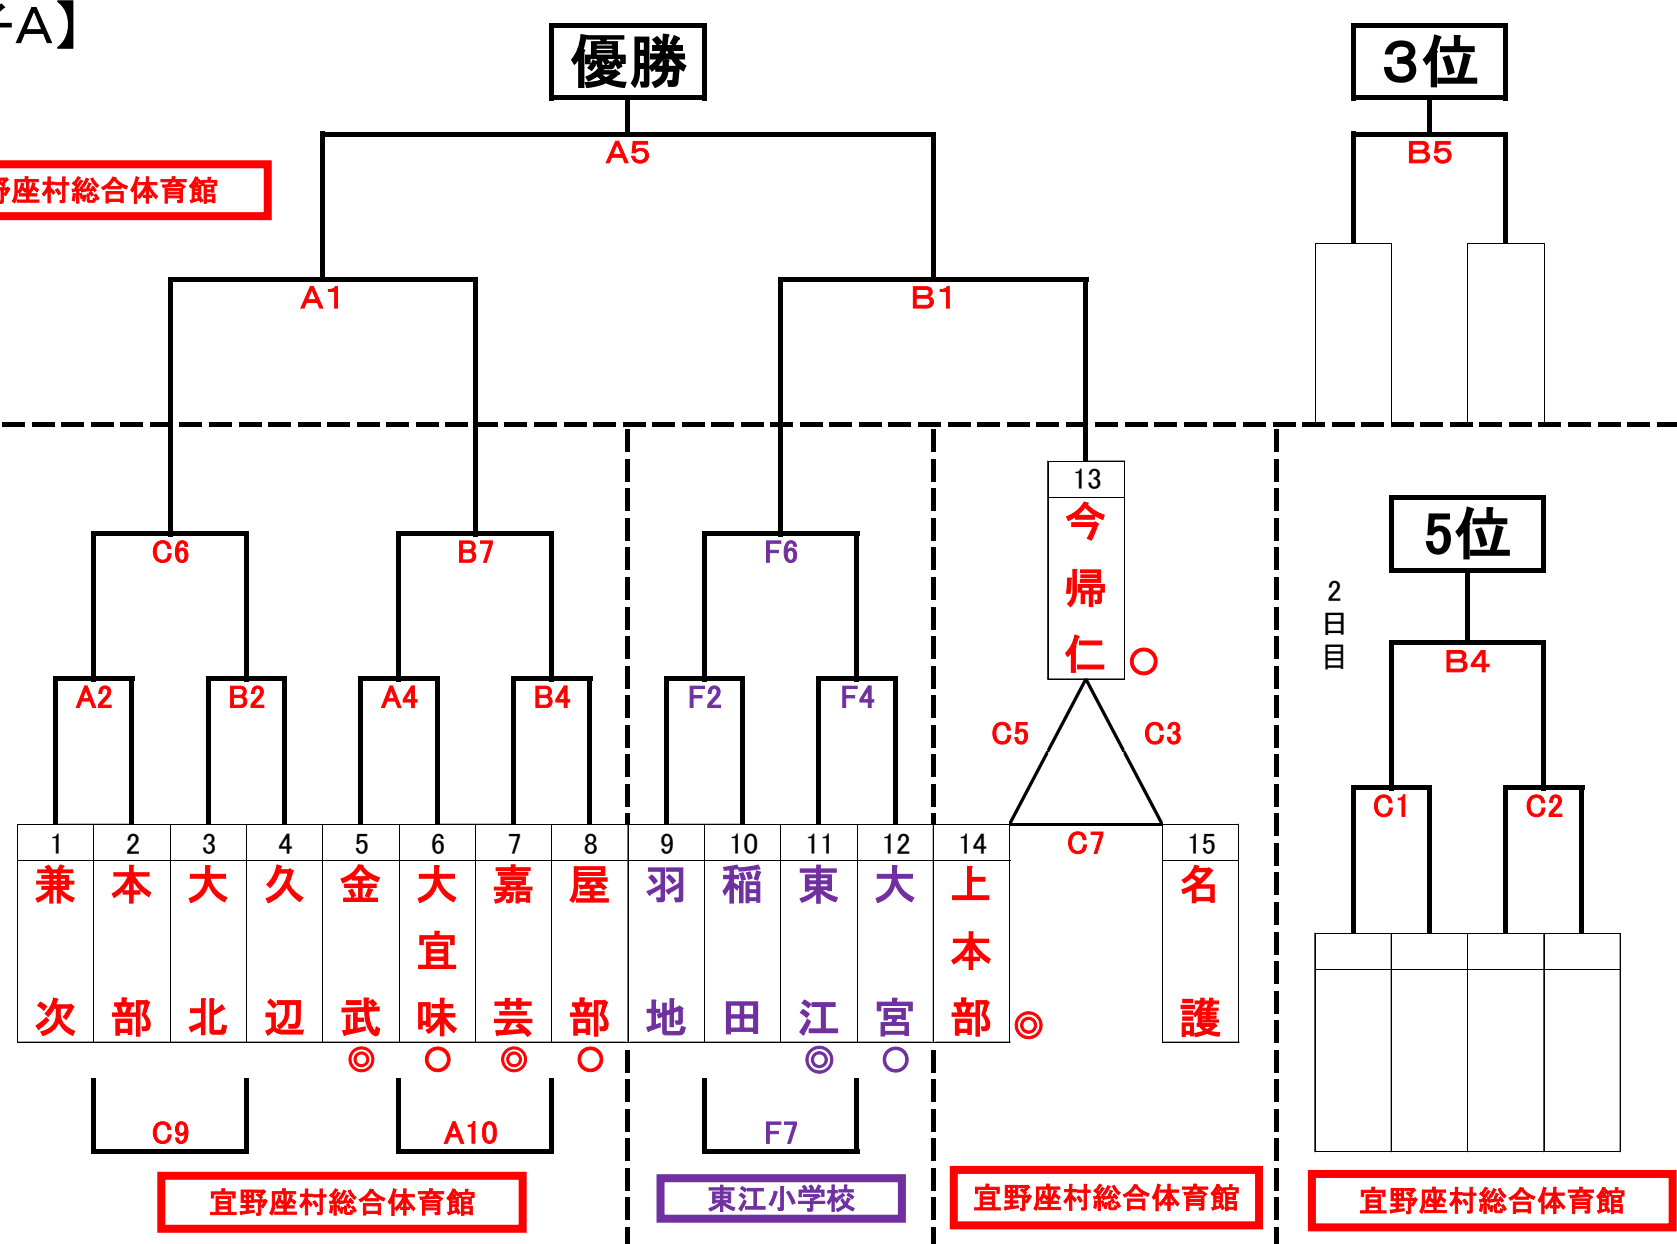 A】
優勝
3位
A5
B5
野座村総合体育館
A1
B1
13
今帰仁
○
5位
2日目
C6
B7
F6
B4
A2
B2
A4
B4
F2
F4
C5
C3
C1
C2
1
2
3
4
5
6
7
8
9
10
11
12
14
C7
15
兼次
本部
大北
久辺
金武
大宜味
嘉芸
屋部
羽地
稲田
東江
大宮
上本部
名護
◎
◎
○
◎
○
◎
○
C9
A10
F7
宜野座村総合体育館
東江小学校
宜野座村総合体育館
宜野座村総合体育館